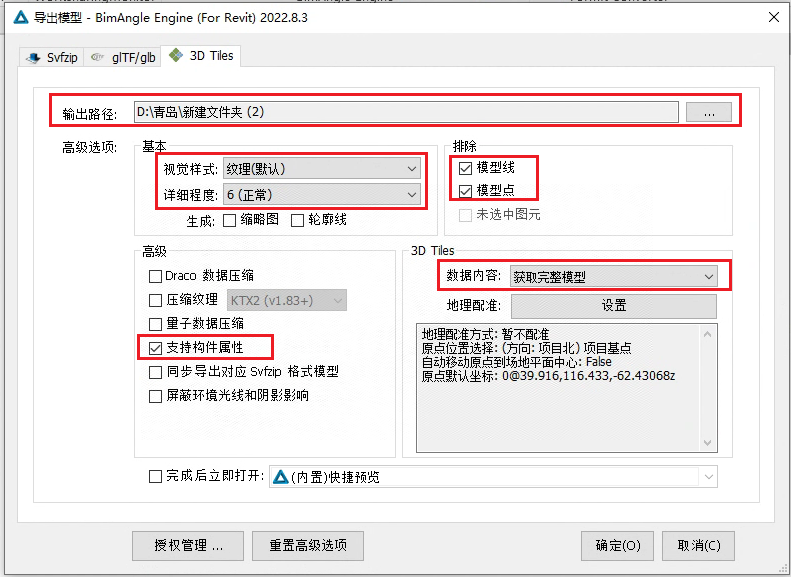 导出模型 - BimAngle Engine (For Revit) 2022.8.3
Svfzip glTF/glb 3D Tiles
输出路径: D:\青岛\新建文件夹 (2) ...
高级选项:
基本
视觉样式: 纹理(默认)
详细程度: 6 (正常)
生成: 缩略图 轮廓线
排除
模型线
模型点
未选中图元
高级
Draco 数据压缩
压缩纹理 KTX2 (v1.83+)
量子数据压缩
支持构件属性
同步导出对应 Svfzip 格式模型
屏蔽环境光线和阴影影响
3D Tiles
数据内容: 获取完整模型
地理配准: 设置
地理配准方式: 暂不配准
原点位置选择: (方向: 项目北) 项目基点
自动移动原点到场地平面中心: False
原点默认坐标: 0@39.916,116.433,-62.43068z
完成后立即打开: (内置)快捷预览
授权管理 ... 重置高级选项 确定(O) 取消(C)